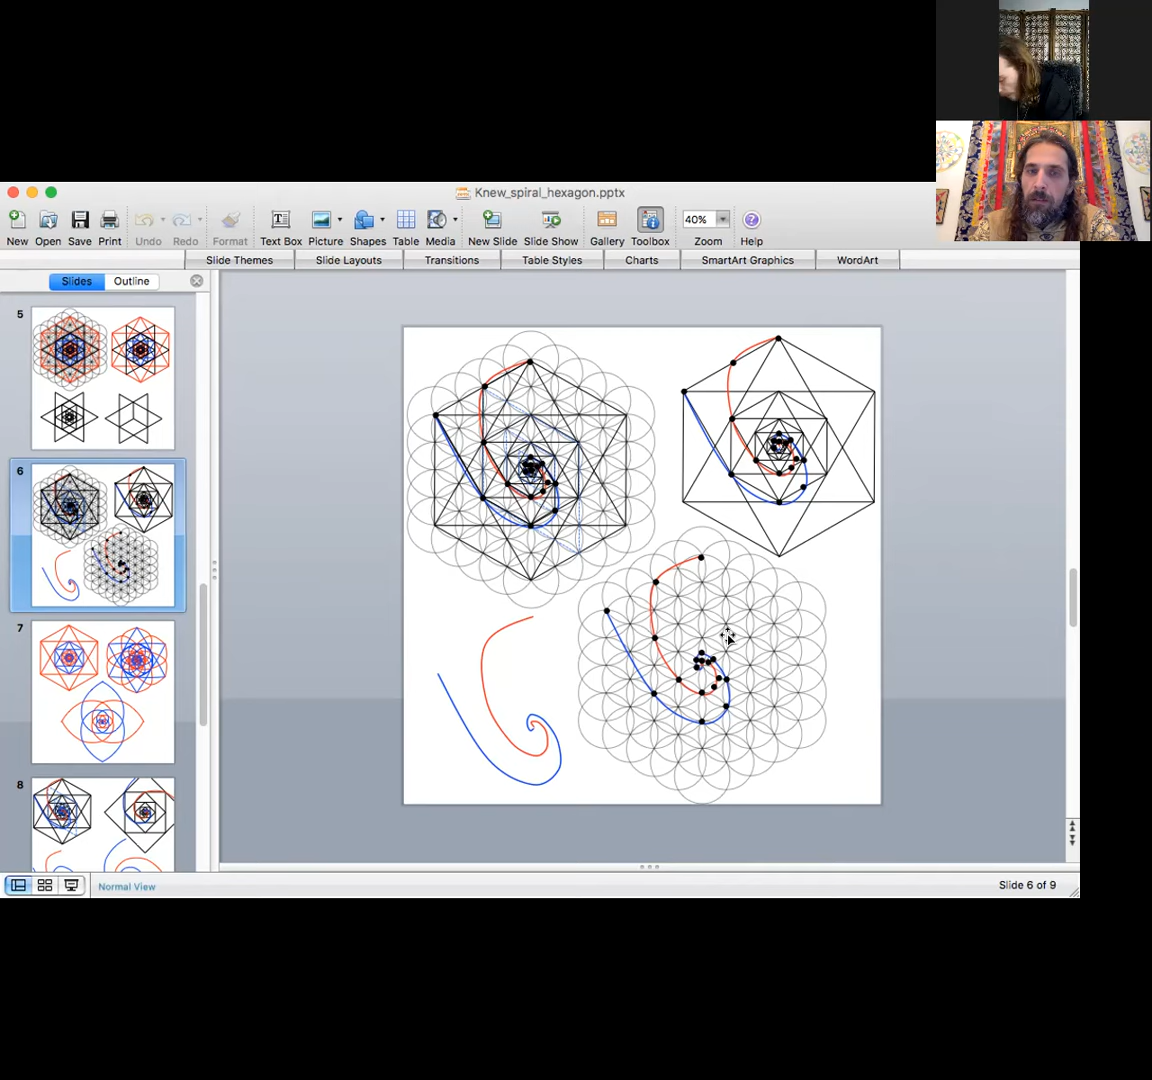 Knew_spiral_hexagon.pptx
New Open Save Print Undo Redo Format Text Box Picture Shapes Table Media New Slide Slide Show Gallery Toolbox 40% Zoom Help
Slide Themes Slide Layouts Transitions Table Styles Charts SmartArt Graphics WordArt
Slides Outline
5
6
7
8
Normal View Slide 6 of 9